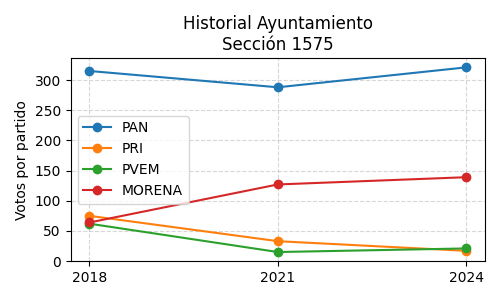 Historial Ayuntamiento
Sección 1575
Votos por partido
300
250
200
150
100
50
0
PAN
PRI
PVEM
MORENA
2018
2021
2024